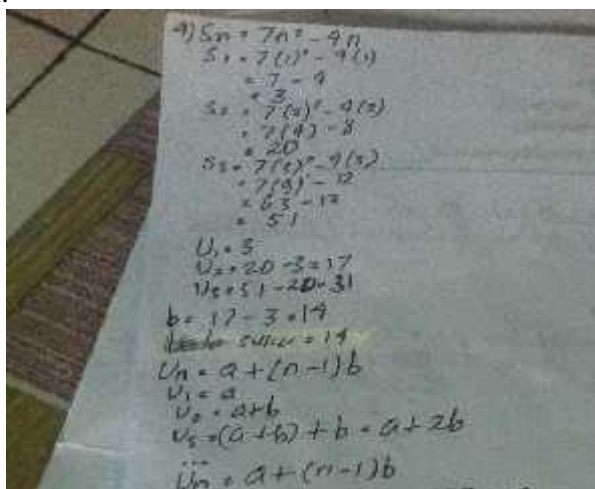 4) Sn = 7n² - 4n
S₁ = 7(1)² - 4(1)
= 7 - 4
= 3
S₂ = 7(2)² - 4(2)
= 7(4) - 8
= 20
S₃ = 7(3)² - 4(3)
= 7(9) - 12
= 63 - 12
= 51
U₁ = 3
U₂ = 20 - 3 = 17
U₃ = 51 - 20 = 31
b = 17 - 3 = 14
= 14
Un = a + (n-1)b
U₁ = a
U₂ = a+b
U₃ = (a+b) + b = a+2b
...
Un = a + (n-1)b